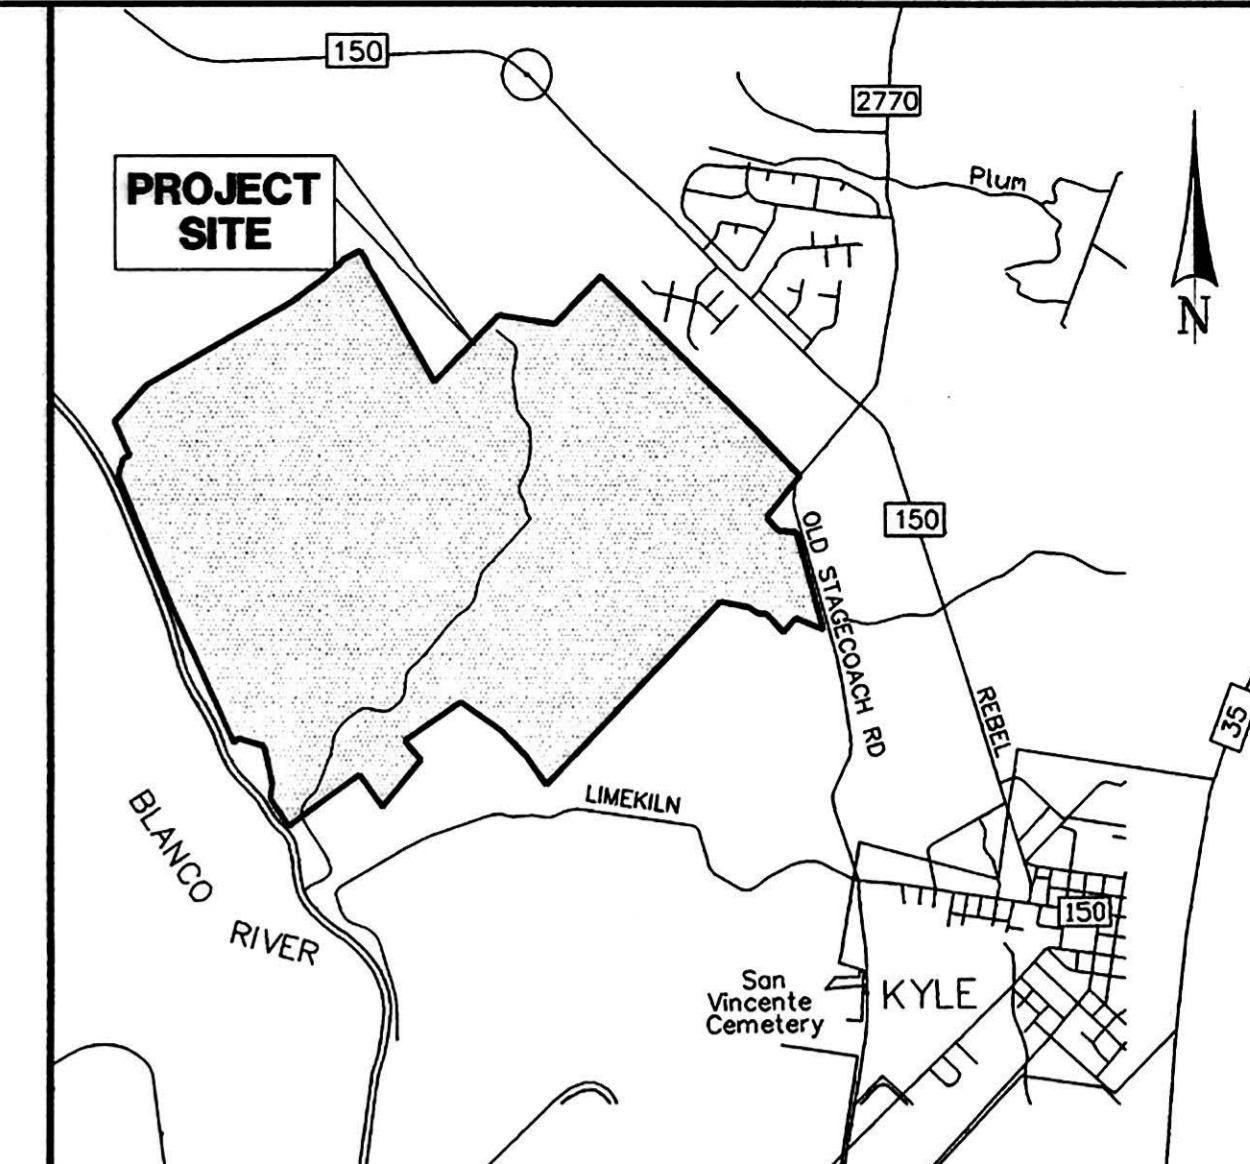 150
2770
PROJECT
SITE
Plum
N
150
OLD STAGECOACH RD
REBEL
35
LIMEKILN
BLANCO
RIVER
150
San
Vincente
Cemetery
KYLE